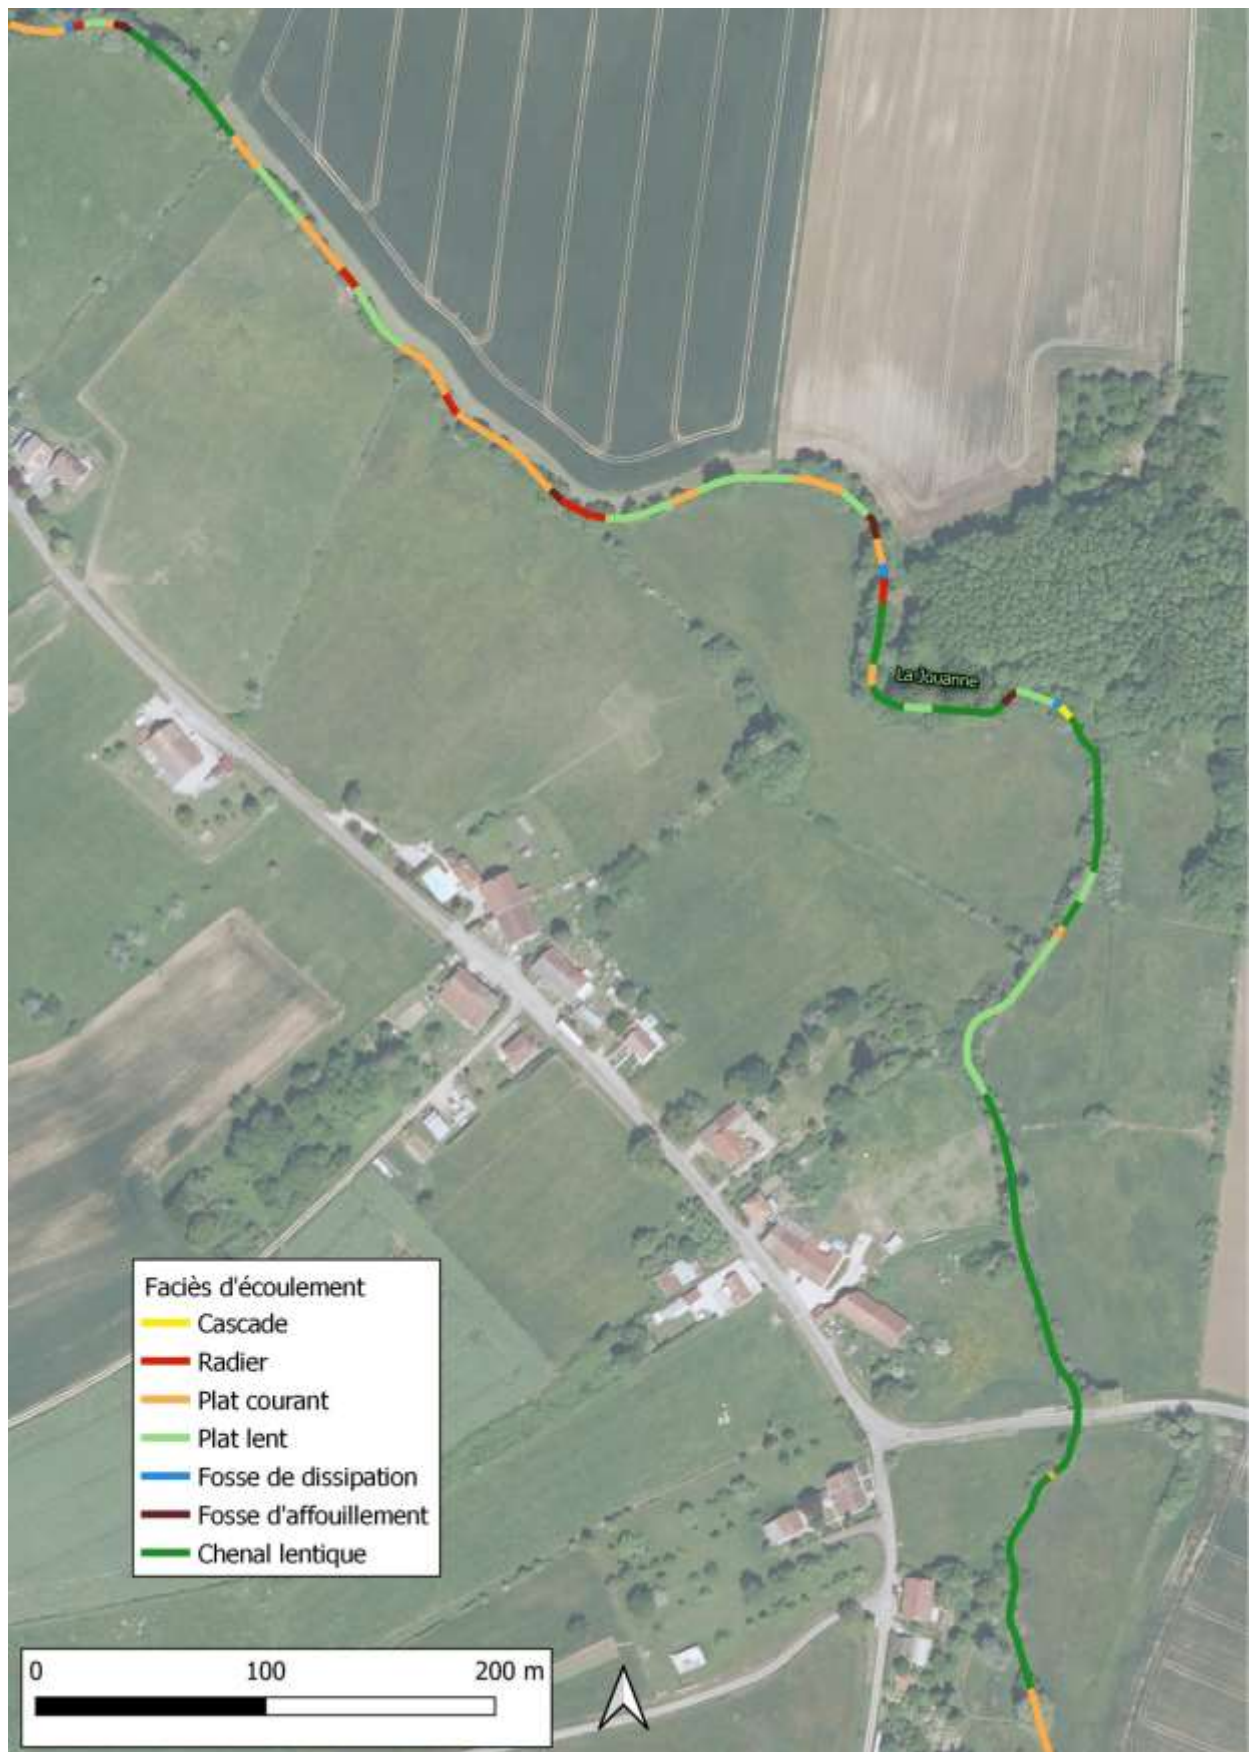 La Jouanne
Faciès d'écoulement
Cascade
Radier
Plat courant
Plat lent
Fosse de dissipation
Fosse d'affouillement
Chenal lentique
0 100 200 m